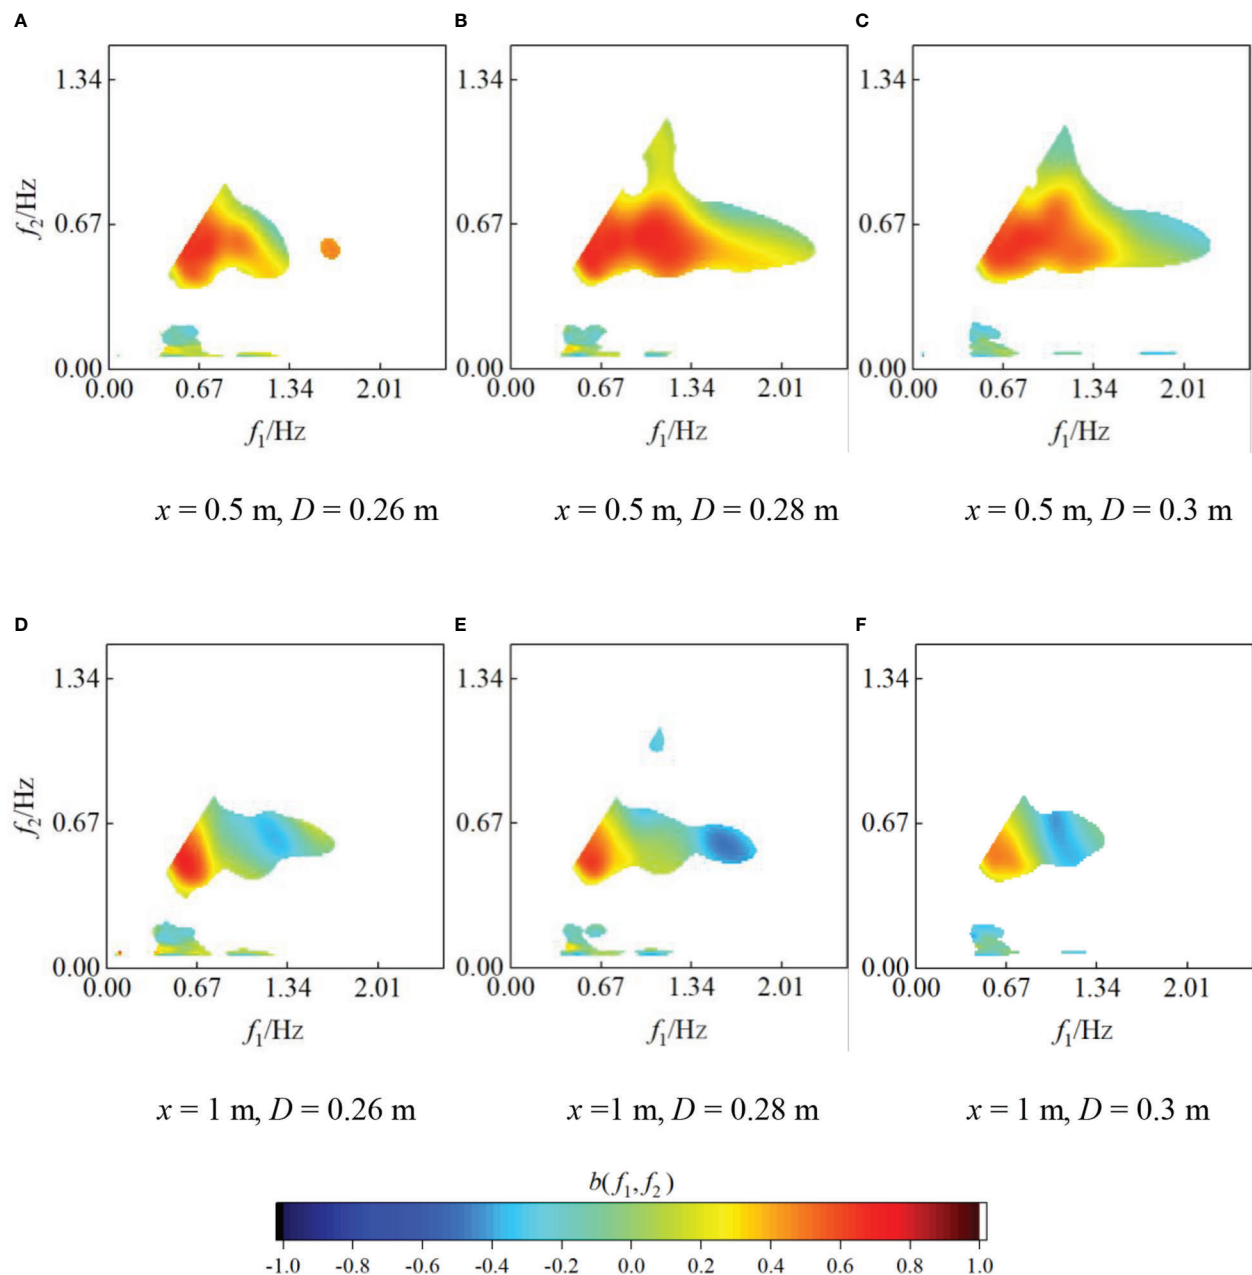 A
B
C
1.34
0.67
0.00
f₂/Hz
0.00 0.67 1.34 2.01
f₁/Hz
1.34
0.67
0.00
0.00 0.67 1.34 2.01
f₁/Hz
1.34
0.67
0.00
0.00 0.67 1.34 2.01
f₁/Hz
x = 0.5 m, D = 0.26 m
x = 0.5 m, D = 0.28 m
x = 0.5 m, D = 0.3 m
D
E
F
1.34
0.67
0.00
f₂/Hz
0.00 0.67 1.34 2.01
f₁/Hz
1.34
0.67
0.00
0.00 0.67 1.34 2.01
f₁/Hz
1.34
0.67
0.00
0.00 0.67 1.34 2.01
f₁/Hz
x = 1 m, D = 0.26 m
x =1 m, D = 0.28 m
x = 1 m, D = 0.3 m
b(f₁,f₂)
-1.0 -0.8 -0.6 -0.4 -0.2 0.0 0.2 0.4 0.6 0.8 1.0